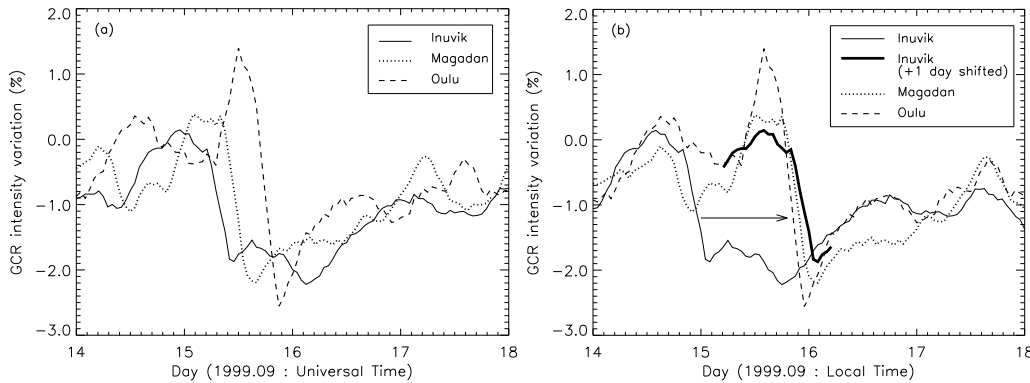 (a)
Inuvik
Magadan
Oulu
GCR intensity variation (%)
2.0
1.0
0.0
−1.0
−2.0
−3.0
14
15
16
17
18
Day (1999.09 : Universal Time)
(b)
Inuvik
Inuvik
(+1 day shifted)
Magadan
Oulu
GCR intensity variation (%)
2.0
1.0
0.0
−1.0
−2.0
−3.0
14
15
16
17
18
Day (1999.09 : Local Time)